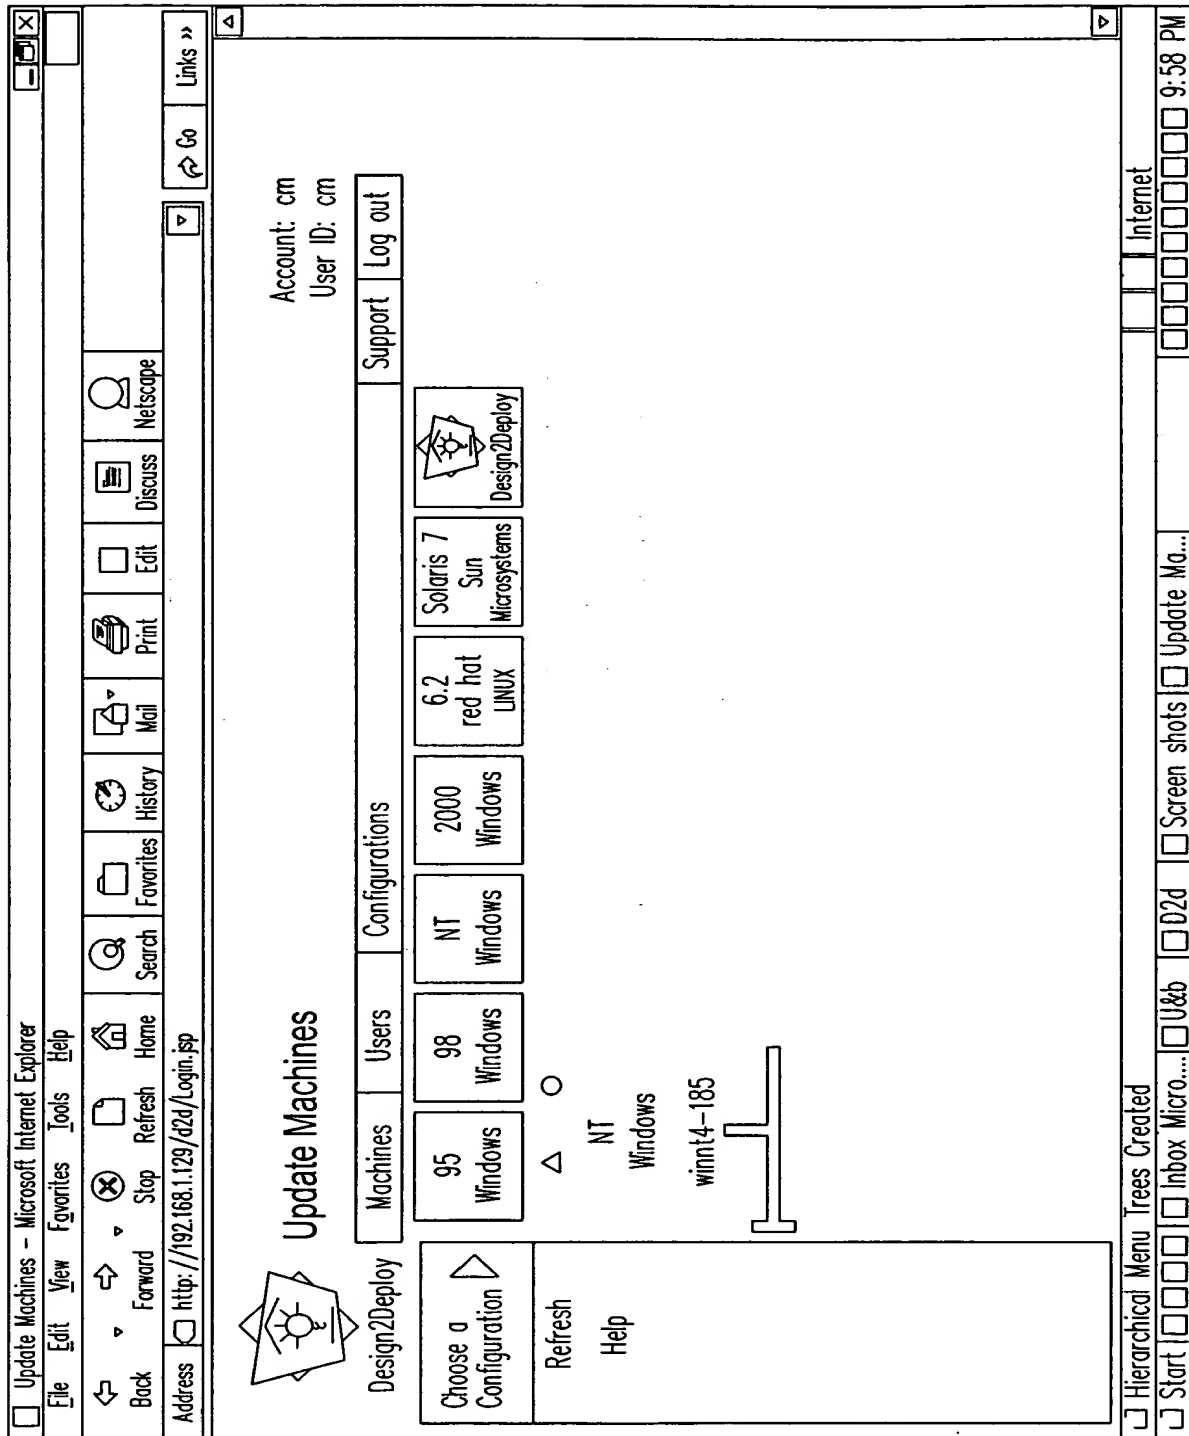 Update Machines – Microsoft Internet Explorer
File Edit View Favorites Tools Help
Back Forward Stop Refresh Home Search Favorites History Mail Print Edit Discuss Netscape
Address http://192.168.1.129/d2d/Login.jsp Go Links »
Design2Deploy
Update Machines
Account: cm
User ID: cm
Machines Users Configurations Support Log out
Choose a
Configuration
95
Windows
98
Windows
NT
Windows
2000
Windows
6.2
red hat
LINUX
Solaris 7
Sun
Microsystems
Design2Deploy
Refresh
Help
NT
Windows
winnt4-185
Hierarchical Menu Trees Created Internet
Start Inbox Micro.... U&b D2d Screen shots Update Ma... 9:58 PM